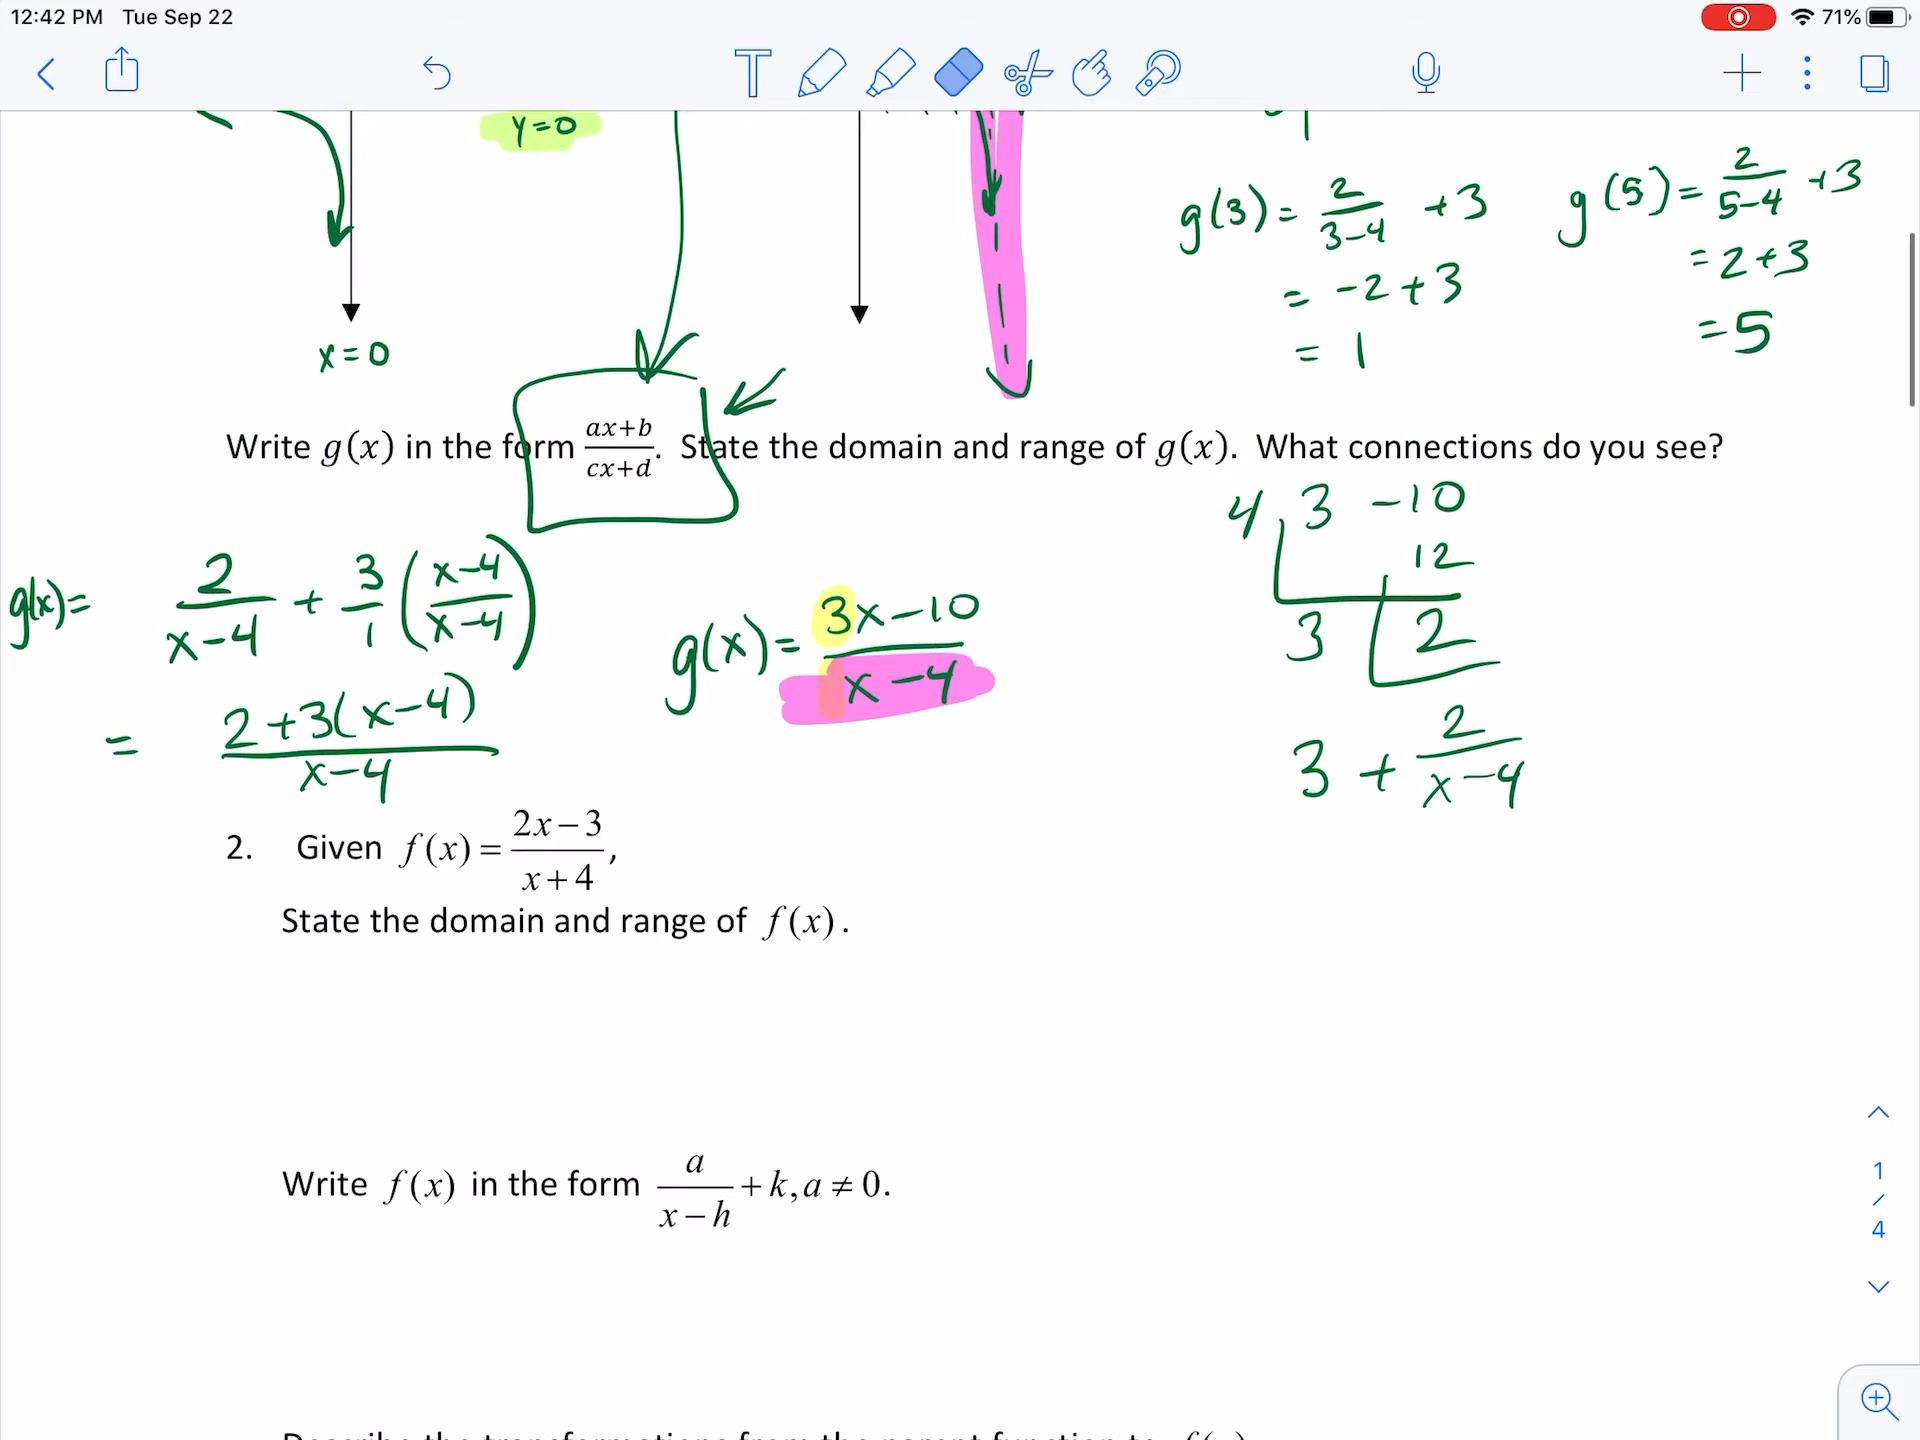 12:42 PM Tue Sep 22
71%
y=0
x=0
g(3)= 2/(3-4) +3
= -2+3
= 1
g(5)= 2/(5-4) +3
=2+3
=5
Write g(x) in the form (ax+b)/(cx+d). State the domain and range of g(x). What connections do you see?
g(x)= 2/(x-4) + 3/1 ((x-4)/(x-4))
= (2+3(x-4))/(x-4)
g(x)= (3x-10)/(x-4)
4 3 -10
12
3 2
3 + 2/(x-4)
2. Given f(x)= (2x-3)/(x+4),
State the domain and range of f(x).
Write f(x) in the form a/(x-h) +k, a≠0.
1
/
4